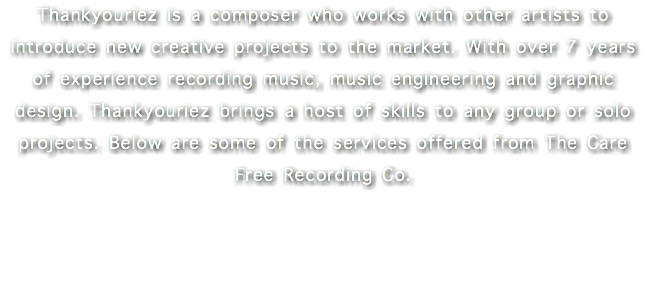 Thankyouriez is a composer who works with other artists to
introduce new creative projects to the market. With over 7 years
of experience recording music, music engineering and graphic
design. Thankyouriez brings a host of skills to any group or solo
projects. Below are some of the services offered from The Care
Free Recording Co.